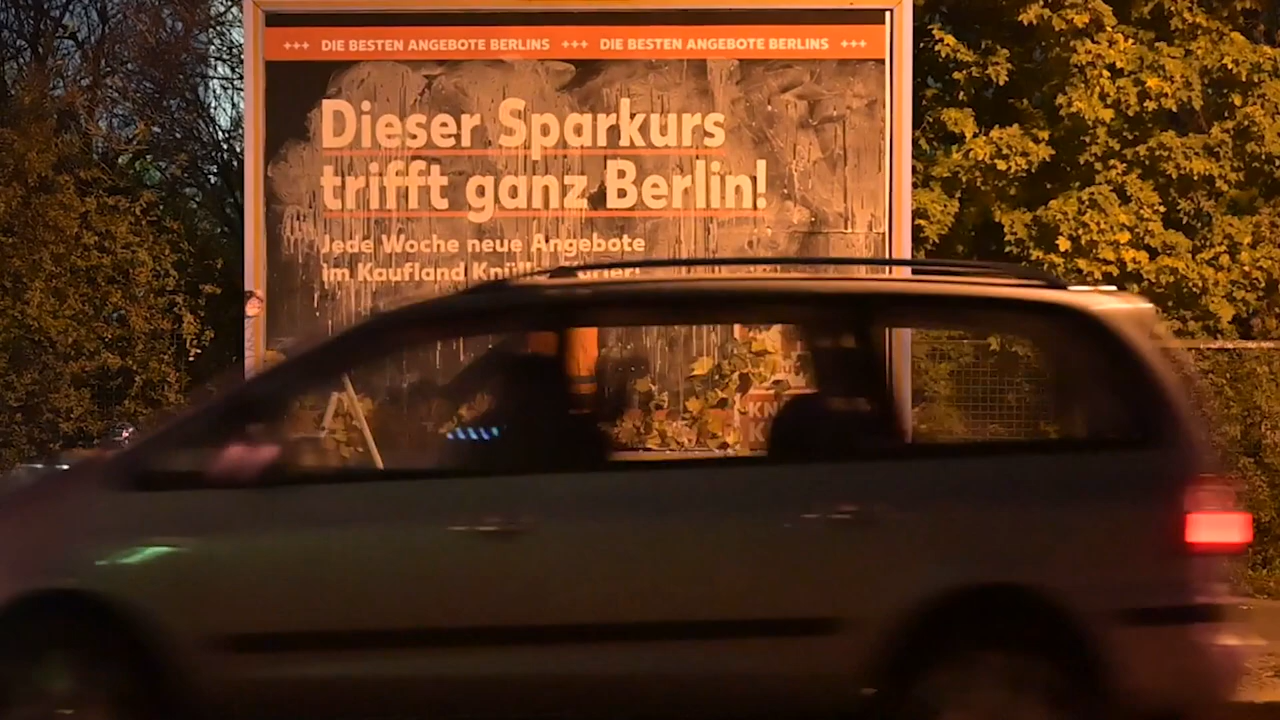 +++ DIE BESTEN ANGEBOTE BERLINS +++ DIE BESTEN ANGEBOTE BERLINS +++
Dieser Sparkurs
trifft ganz Berlin!
Jede Woche neue Angebote
im Kaufland